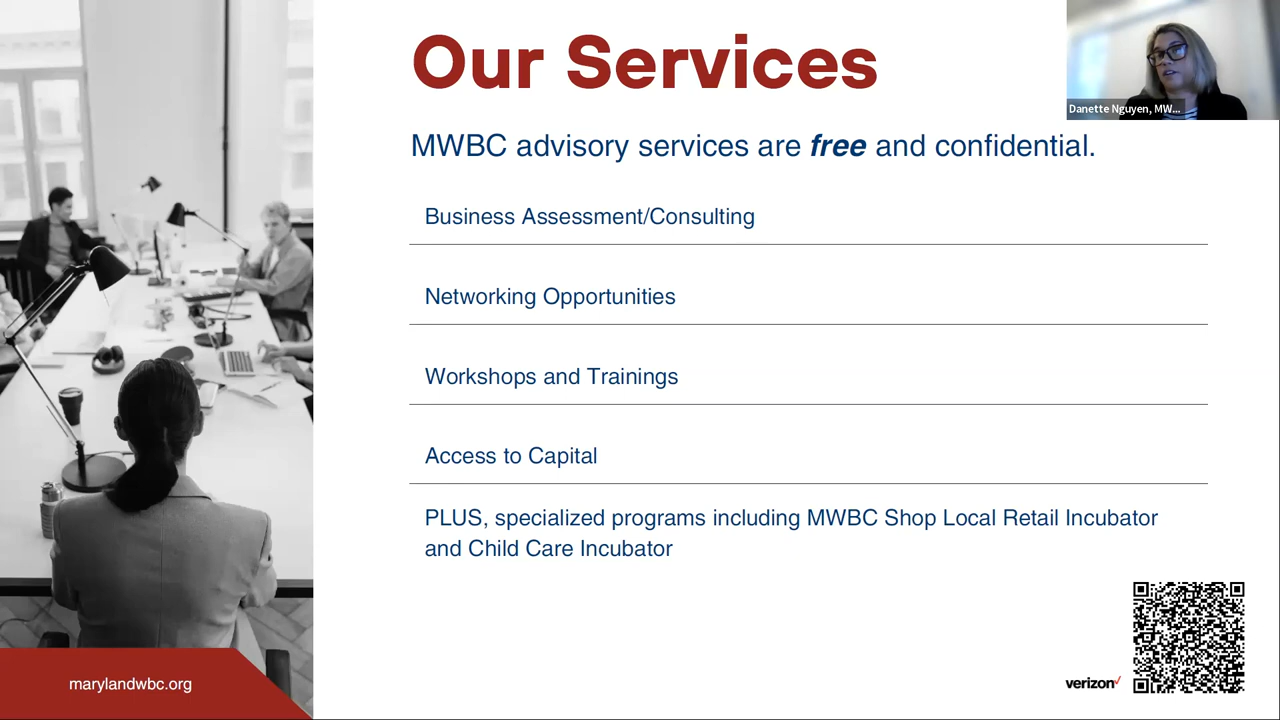 Our Services
Danette Nguyen, MW...
MWBC advisory services are free and confidential.
Business Assessment/Consulting
Networking Opportunities
Workshops and Trainings
Access to Capital
PLUS, specialized programs including MWBC Shop Local Retail Incubator
and Child Care Incubator
marylandwbc.org
verizon